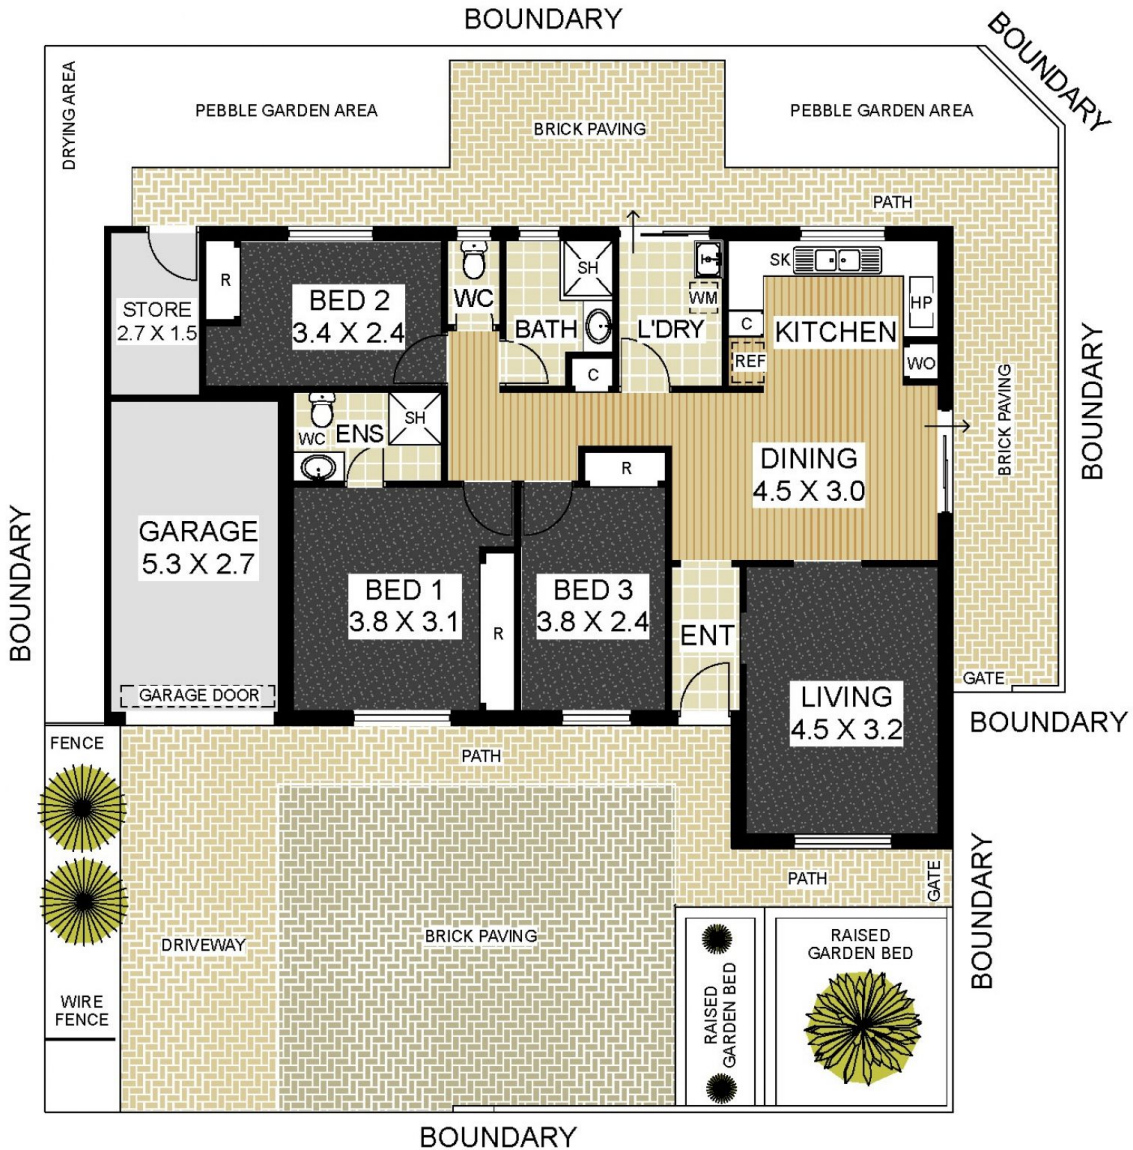 BOUNDARY
BOUNDARY
DRYING AREA
PEBBLE GARDEN AREA
BRICK PAVING
PEBBLE GARDEN AREA
PATH
R
BED 2
3.4 X 2.4
WC
BATH
SH
C
L'DRY
WM
SK
KITCHEN
C
REF
HP
WO
STORE
2.7 X 1.5
BOUNDARY
BRICK PAVING
WC
ENS
SH
R
DINING
4.5 X 3.0
GARAGE
5.3 X 2.7
BOUNDARY
BED 1
3.8 X 3.1
R
BED 3
3.8 X 2.4
ENT
LIVING
4.5 X 3.2
GARAGE DOOR
GATE
BOUNDARY
FENCE
PATH
PATH
GATE
BOUNDARY
DRIVEWAY
BRICK PAVING
RAISED
GARDEN BED
RAISED
GARDEN BED
WIRE
FENCE
BOUNDARY